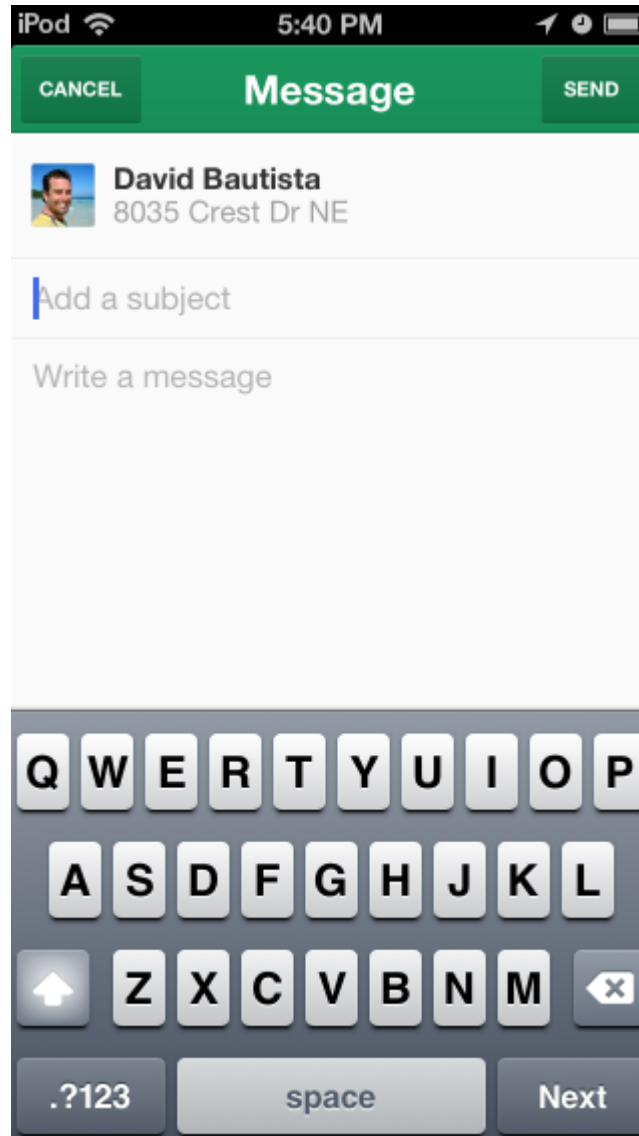 iPod 5:40 PM
CANCEL Message SEND
David Bautista
8035 Crest Dr NE
Add a subject
Write a message
Q W E R T Y U I O P
A S D F G H J K L
Z X C V B N M
.?123 space Next